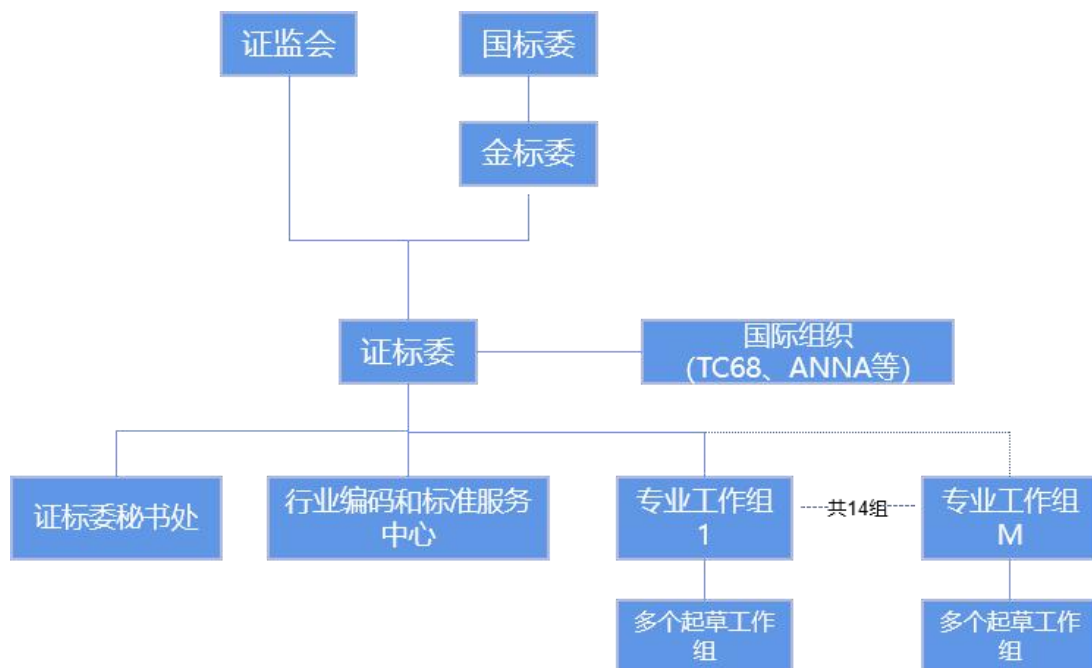 证监会
国标委
金标委
证标委
国际组织
(TC68、ANNA等)
证标委秘书处
行业编码和标准服务
中心
专业工作组
1
共14组
专业工作组
M
多个起草工作
组
多个起草工作
组